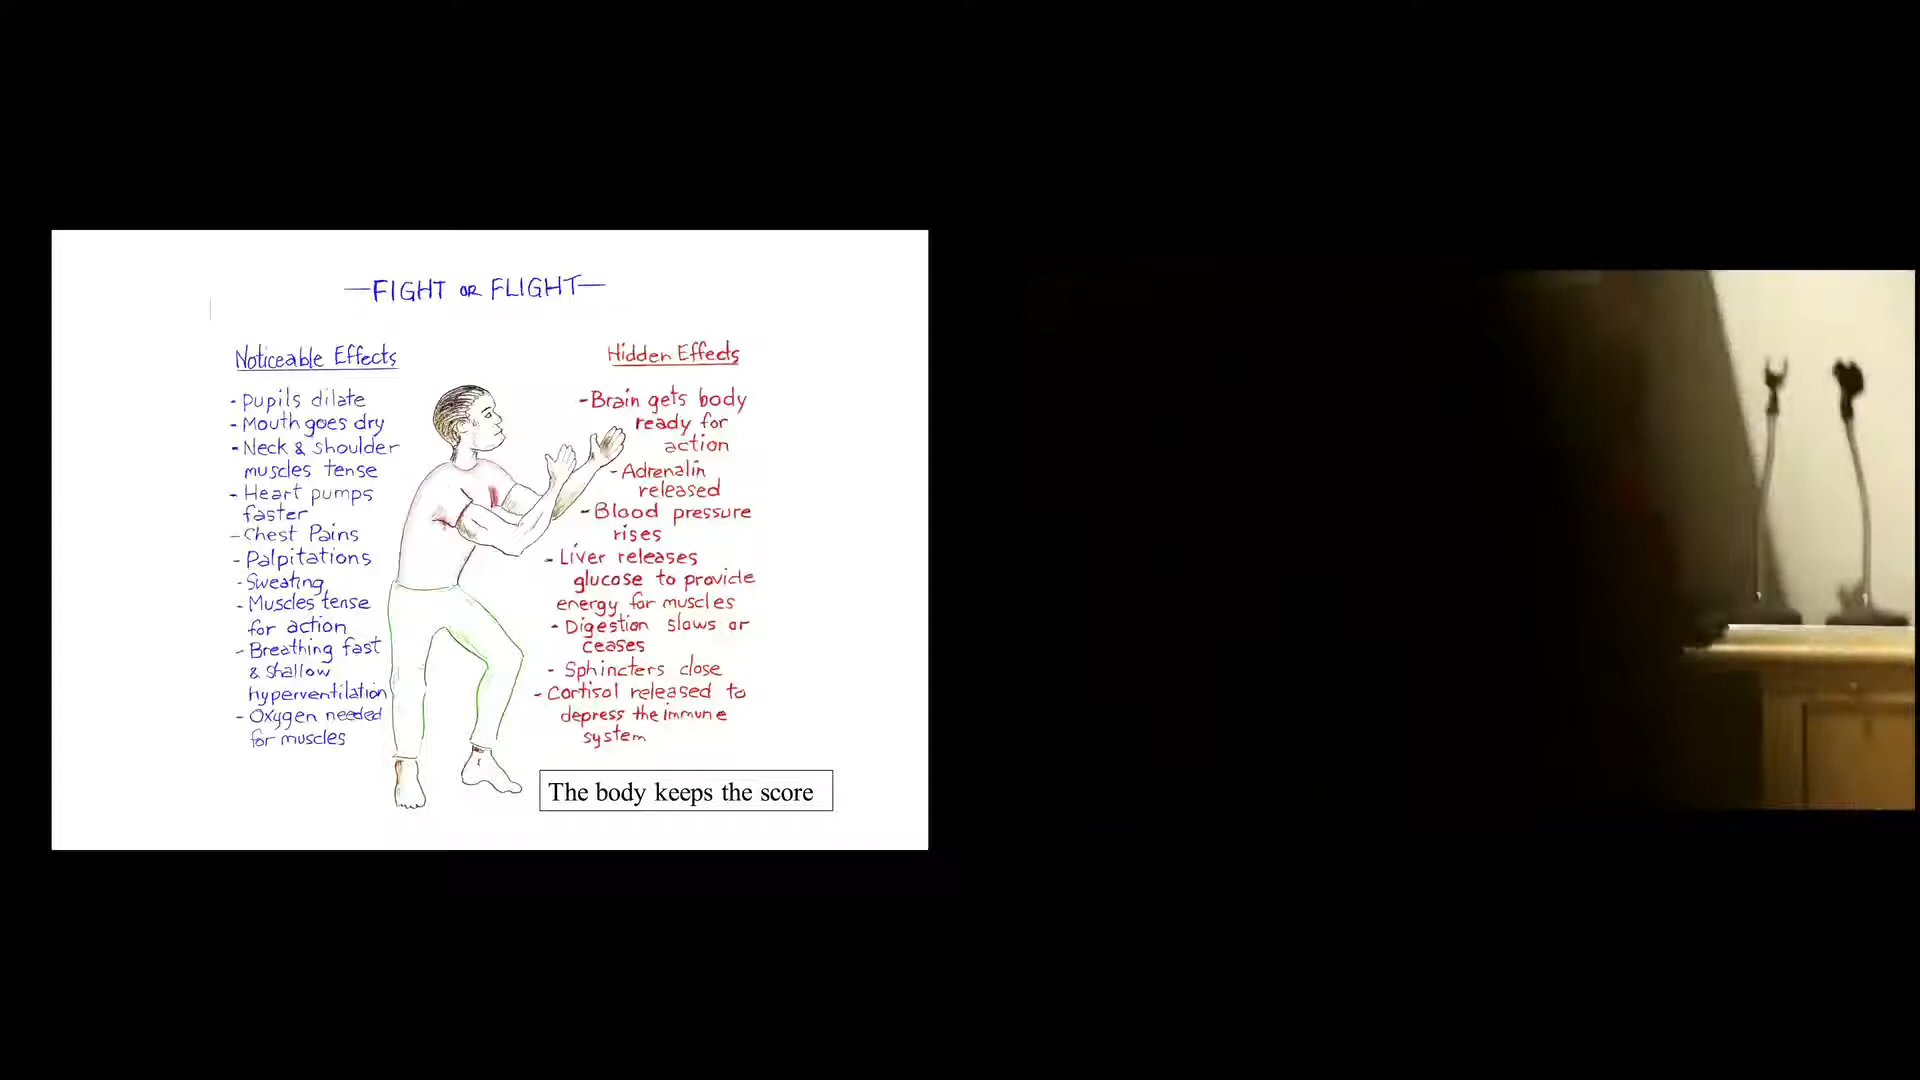 —FIGHT OR FLIGHT—
Noticeable Effects
- Pupils dilate
- Mouth goes dry
- Neck & shoulder
muscles tense
- Heart pumps
faster
- Chest Pains
- Palpitations
- Sweating
- Muscles tense
for action
- Breathing fast
& shallow
hyperventilation
- Oxygen needed
for muscles
Hidden Effects
- Brain gets body
ready for
action
- Adrenalin
released
- Blood pressure
rises
- Liver releases
glucose to provide
energy for muscles
- Digestion slows or
ceases
- Sphincters close
- Cortisol released to
depress the immune
system
The body keeps the score